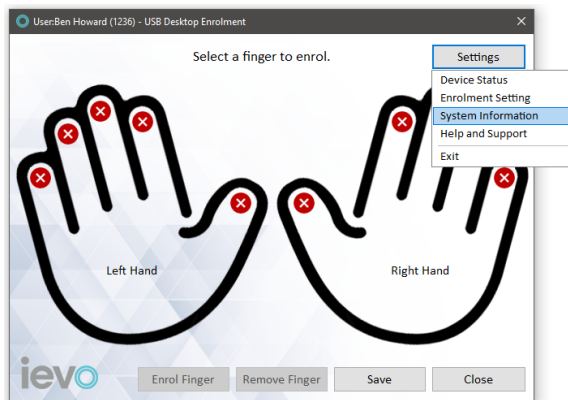 User:Ben Howard (1236) - USB Desktop Enrolment
Select a finger to enrol.
Settings
Device Status
Enrolment Setting
System Information
Help and Support
Exit
Left Hand
Right Hand
ievo
Enrol Finger
Remove Finger
Save
Close